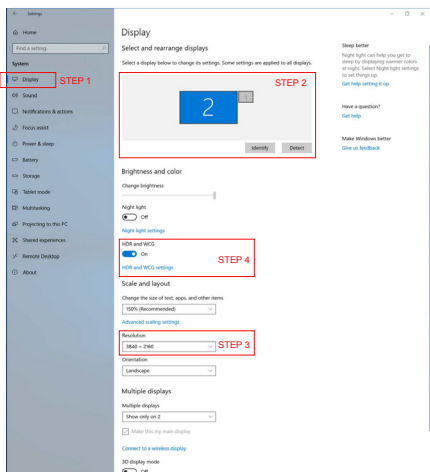 Settings
Home
Find a setting
System
Display
STEP 1
Sound
Notifications & actions
Focus assist
Power & sleep
Battery
Storage
Tablet mode
Multitasking
Projecting to this PC
Shared experiences
Remote Desktop
About
Display
Select and rearrange displays
Select a display below to change its settings. Some settings are applied to all displays.
STEP 2
2
1
Identify
Detect
Brightness and color
Change brightness
Night light
Off
Night light settings
HDR and WCG
On
STEP 4
HDR and WCG settings
Scale and layout
Change the size of text, apps, and other items
150% (Recommended)
Advanced scaling settings
Resolution
3840 × 2160
STEP 3
Orientation
Landscape
Multiple displays
Multiple displays
Show only on 2
Make this my main display
Connect to a wireless display
3D display mode
Off
Sleep better
Night light can help you get to
sleep by displaying warmer colors
at night. Select Night light settings
to set things up.
Get help setting it up
Have a question?
Get help
Make Windows better
Give us feedback